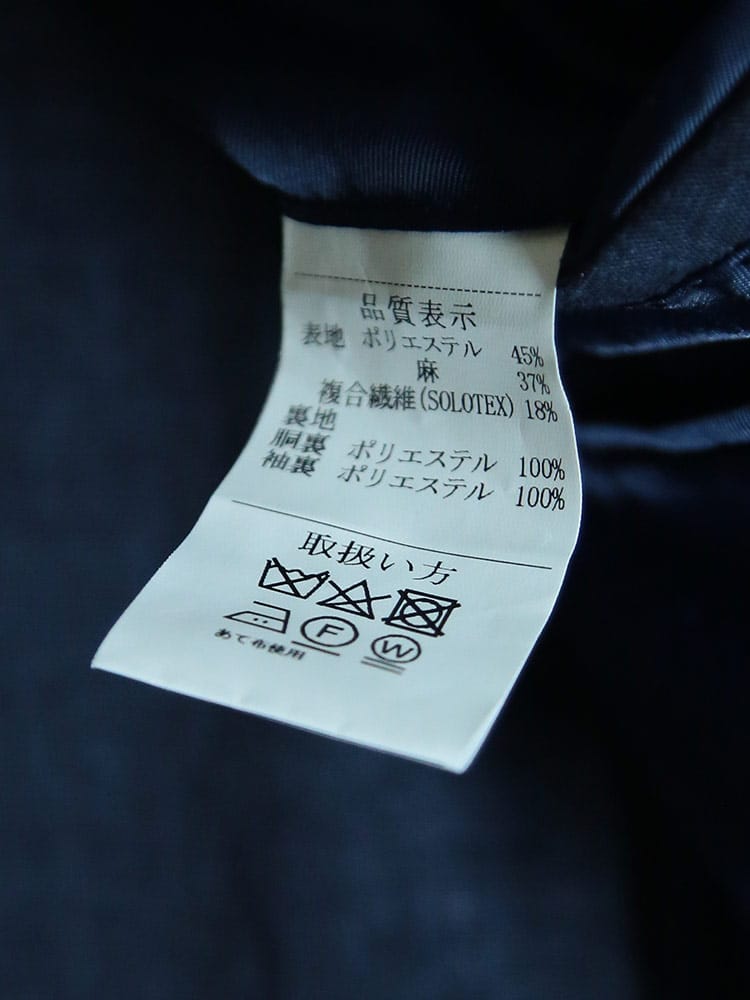 品質表示
表地 ポリエステル 45%
麻 37%
複合繊維(SOLOTEX) 18%
裏地
胴裏 ポリエステル 100%
袖裏 ポリエステル 100%
取扱い方
F W
あて布使用